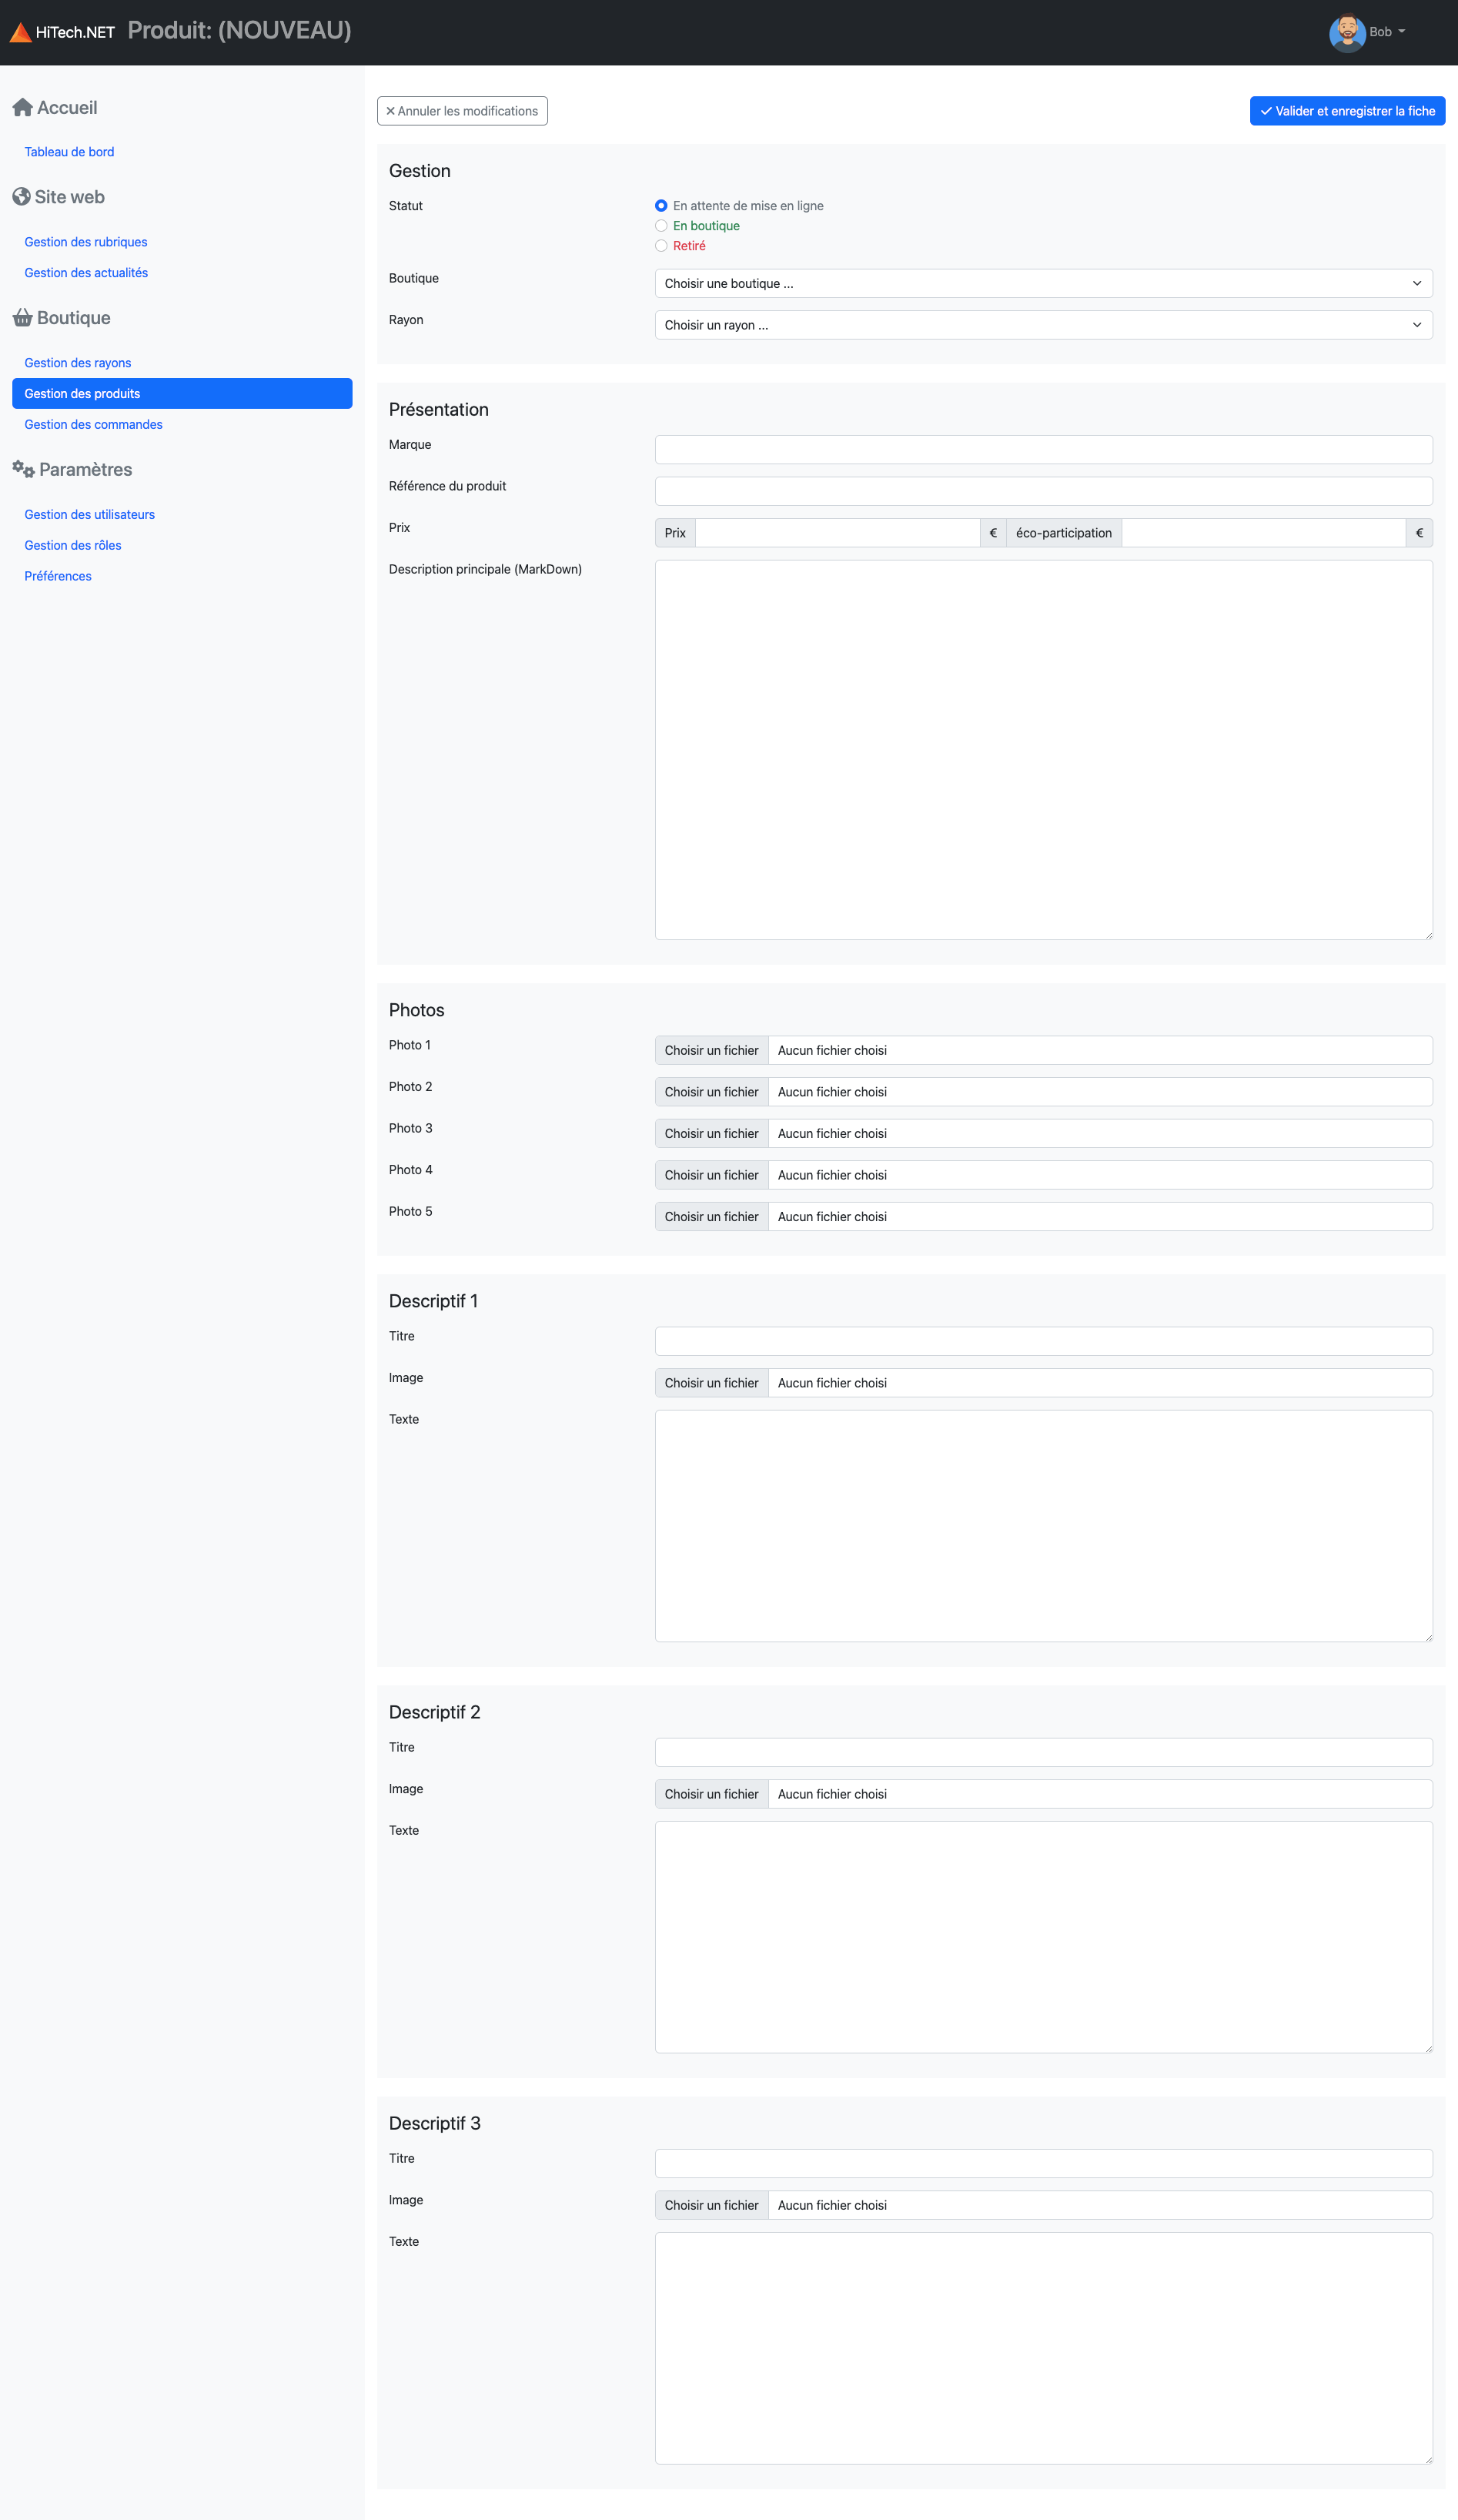 HiTech.NET Produit: (NOUVEAU)
Bob
Accueil
Tableau de bord
Site web
Gestion des rubriques
Gestion des actualités
Boutique
Gestion des rayons
Gestion des produits
Gestion des commandes
Paramètres
Gestion des utilisateurs
Gestion des rôles
Préférences
Annuler les modifications
Valider et enregistrer la fiche
Gestion
Statut
En attente de mise en ligne
En boutique
Retiré
Boutique
Choisir une boutique ...
Rayon
Choisir un rayon ...
Présentation
Marque
Référence du produit
Prix
Prix € éco-participation €
Description principale (MarkDown)
Photos
Photo 1
Choisir un fichier Aucun fichier choisi
Photo 2
Choisir un fichier Aucun fichier choisi
Photo 3
Choisir un fichier Aucun fichier choisi
Photo 4
Choisir un fichier Aucun fichier choisi
Photo 5
Choisir un fichier Aucun fichier choisi
Descriptif 1
Titre
Image
Choisir un fichier Aucun fichier choisi
Texte
Descriptif 2
Titre
Image
Choisir un fichier Aucun fichier choisi
Texte
Descriptif 3
Titre
Image
Choisir un fichier Aucun fichier choisi
Texte